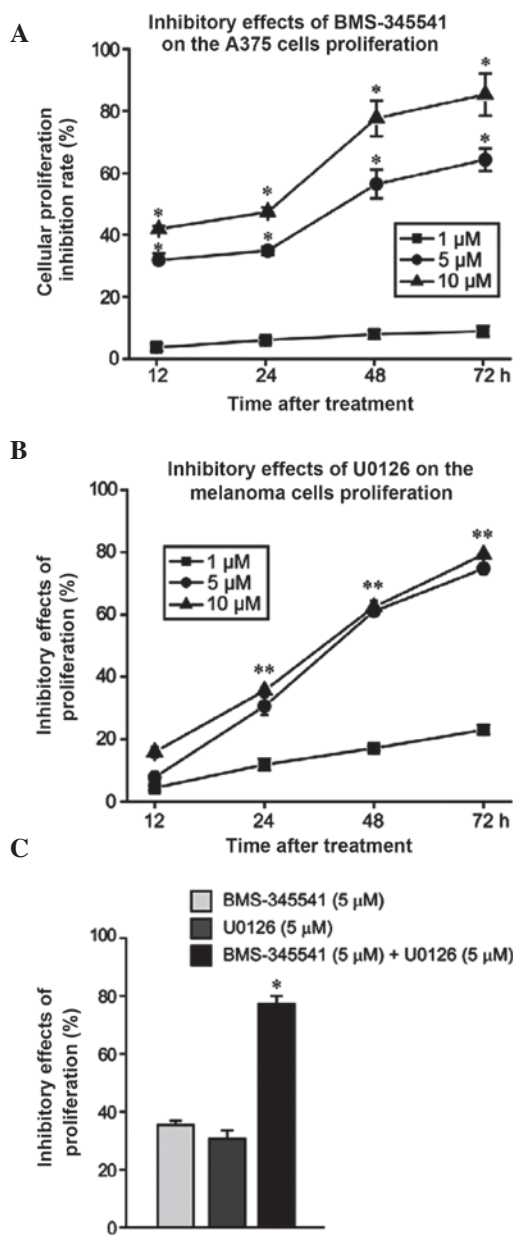 A
Inhibitory effects of BMS-345541
on the A375 cells proliferation
Cellular proliferation
inhibition rate (%)
100
80
60
40
20
0
* * * *
* * * *
1 μM
5 μM
10 μM
12 24 48 72 h
Time after treatment
B
Inhibitory effects of U0126 on the
melanoma cells proliferation
Inhibitory effects of
proliferation (%)
100
80
60
40
20
0
** ** **
1 μM
5 μM
10 μM
12 24 48 72 h
Time after treatment
C
BMS-345541 (5 μM)
U0126 (5 μM)
BMS-345541 (5 μM) + U0126 (5 μM)
Inhibitory effects of
proliferation (%)
100
80
60
40
20
0
*